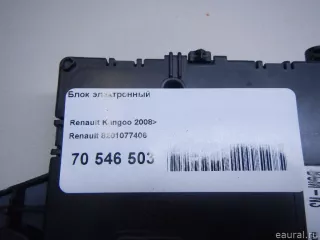 Блок электронный
Renault Kangoo 2008>
Renault 8201077406
70 546 503
© eaural.ru